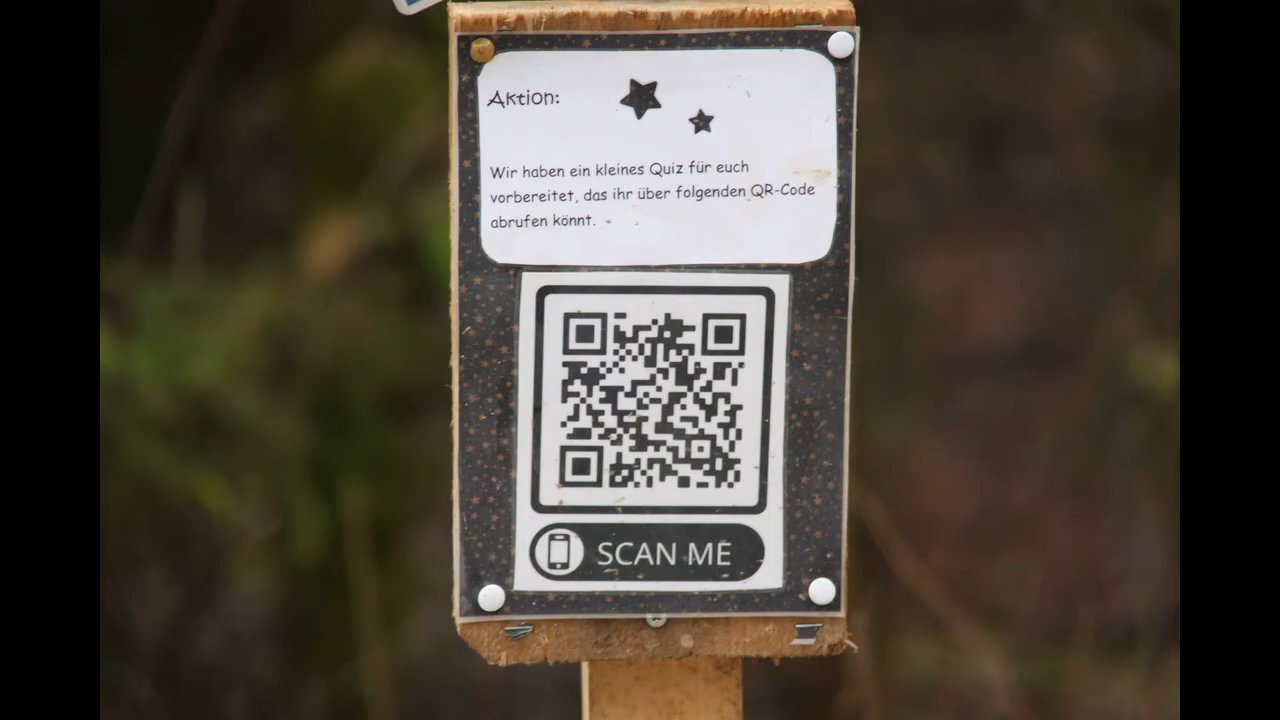 Aktion:
Wir haben ein kleines Quiz für euch
vorbereitet, das ihr über folgenden QR-Code
abrufen könnt.
SCAN ME